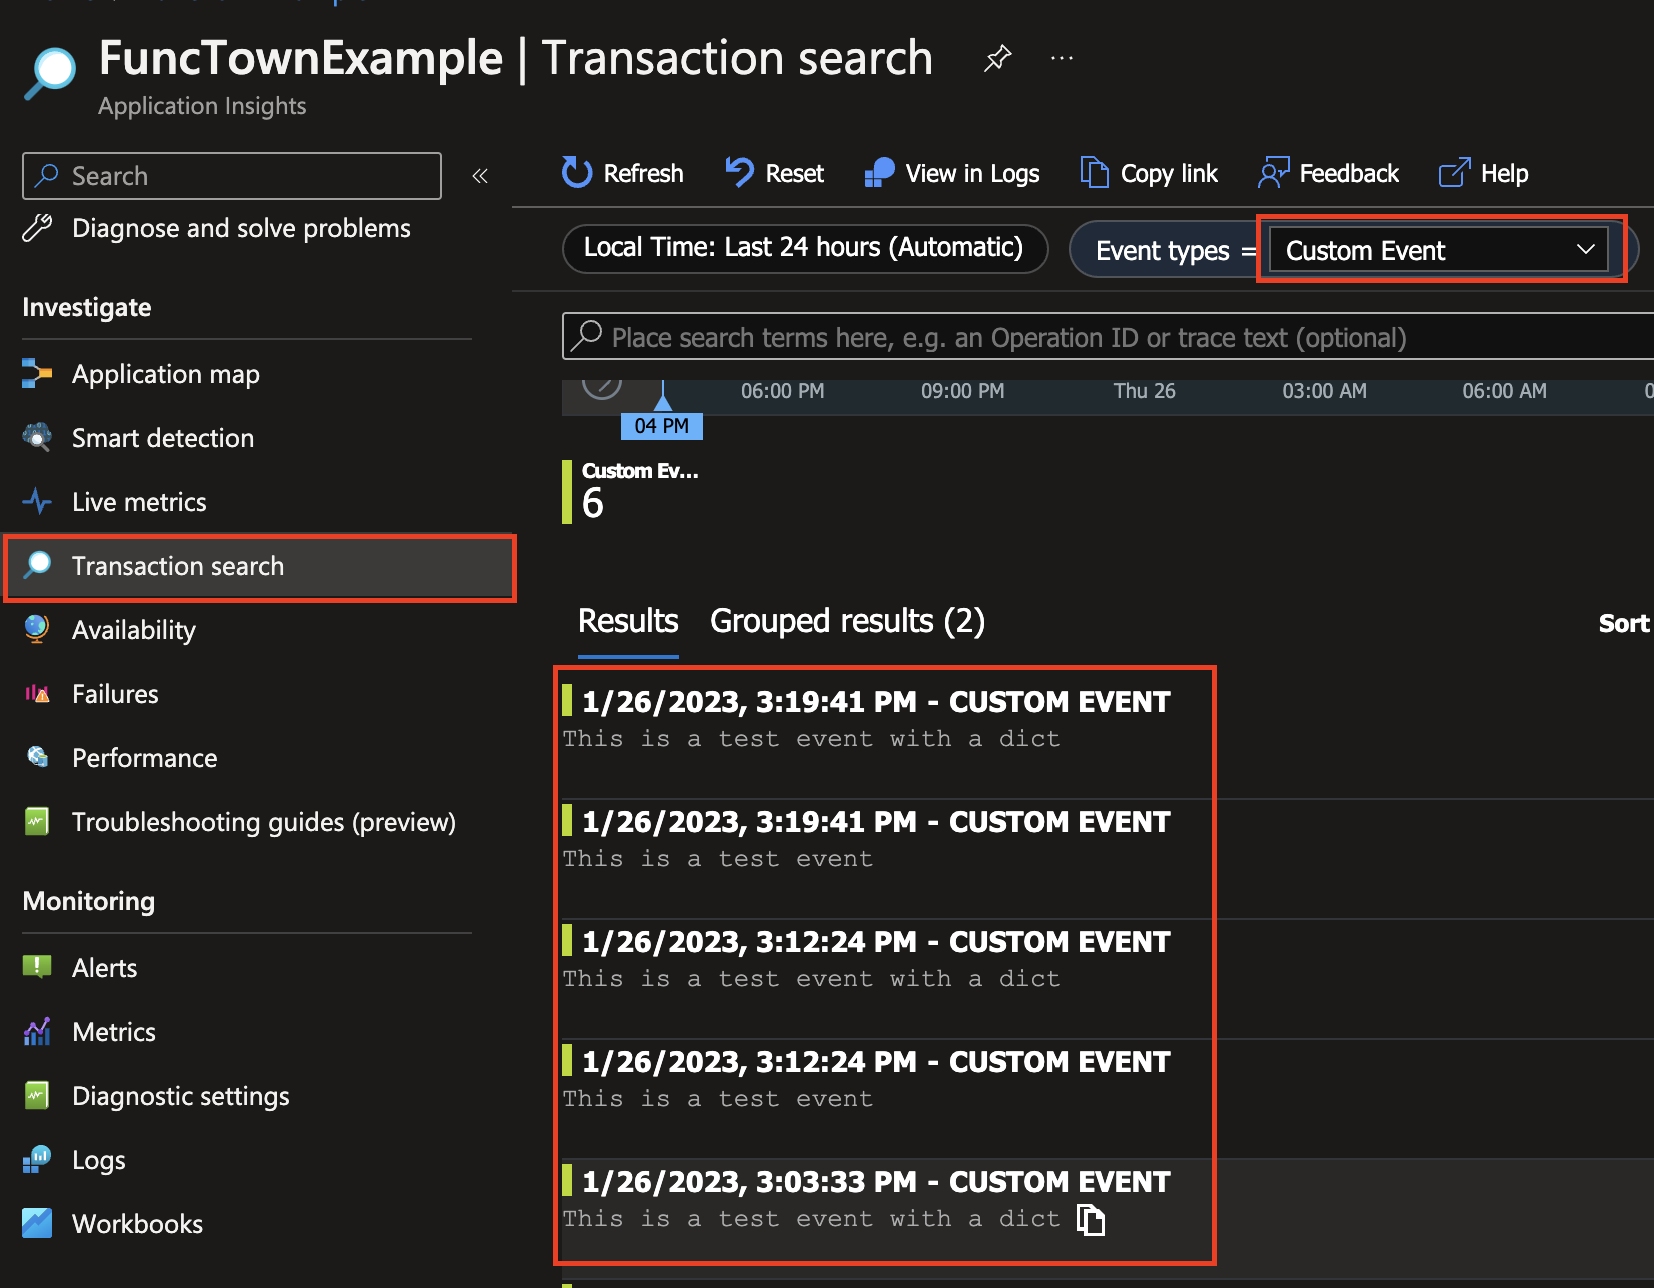 FuncTownExample | Transaction search
Application Insights
Search
Diagnose and solve problems
Investigate
Application map
Smart detection
Live metrics
Transaction search
Availability
Failures
Performance
Troubleshooting guides (preview)
Monitoring
Alerts
Metrics
Diagnostic settings
Logs
Workbooks
Refresh
Reset
View in Logs
Copy link
Feedback
Help
Local Time: Last 24 hours (Automatic)
Event types = Custom Event
Place search terms here, e.g. an Operation ID or trace text (optional)
06:00 PM 09:00 PM Thu 26 03:00 AM 06:00 AM
04 PM
Custom Ev...
6
Results Grouped results (2)
Sort
1/26/2023, 3:19:41 PM - CUSTOM EVENT
This is a test event with a dict
1/26/2023, 3:19:41 PM - CUSTOM EVENT
This is a test event
1/26/2023, 3:12:24 PM - CUSTOM EVENT
This is a test event with a dict
1/26/2023, 3:12:24 PM - CUSTOM EVENT
This is a test event
1/26/2023, 3:03:33 PM - CUSTOM EVENT
This is a test event with a dict